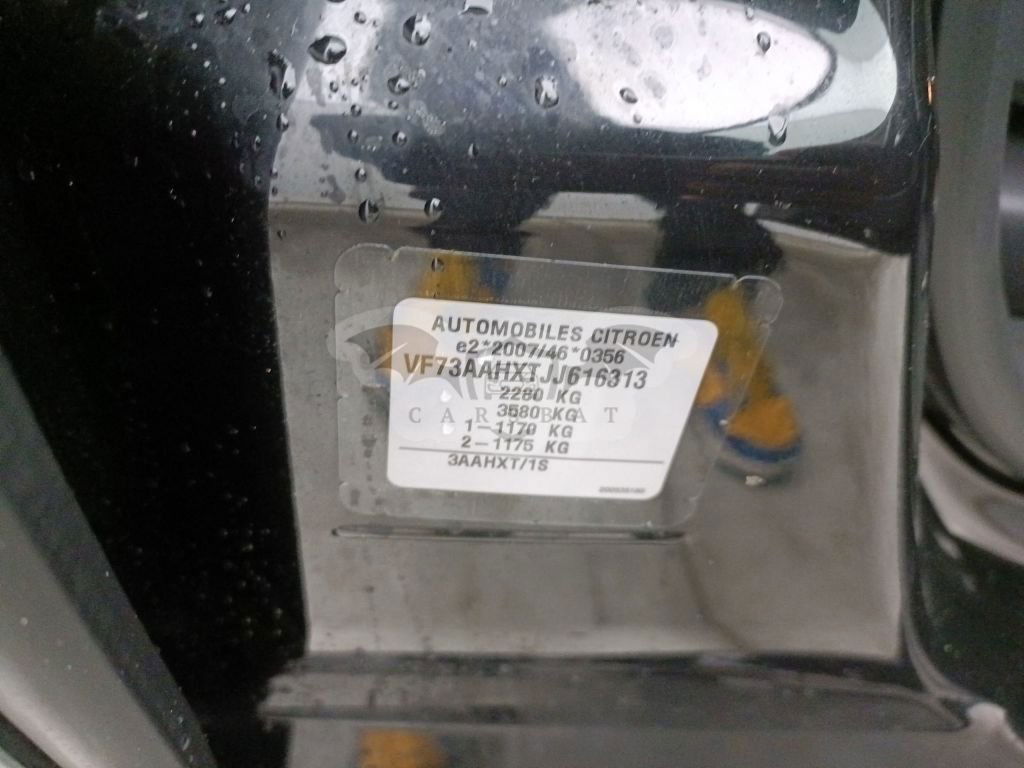 AUTOMOBILES CITROEN
e2*2007/46*0356
VF73AAHXTJJ616313
2280 KG
3580 KG
1-1170 KG
2-1175 KG
3AAHXT/1S